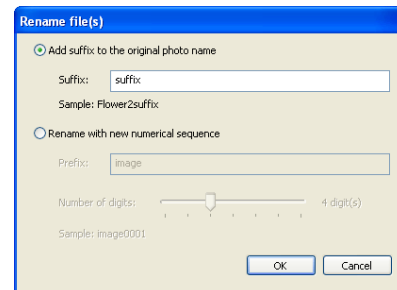 Rename file(s)
Add suffix to the original photo name
Suffix: suffix
Sample: Flower2suffix
Rename with new numerical sequence
Prefix: image
Number of digits: 4 digit(s)
Sample: image0001
OK Cancel